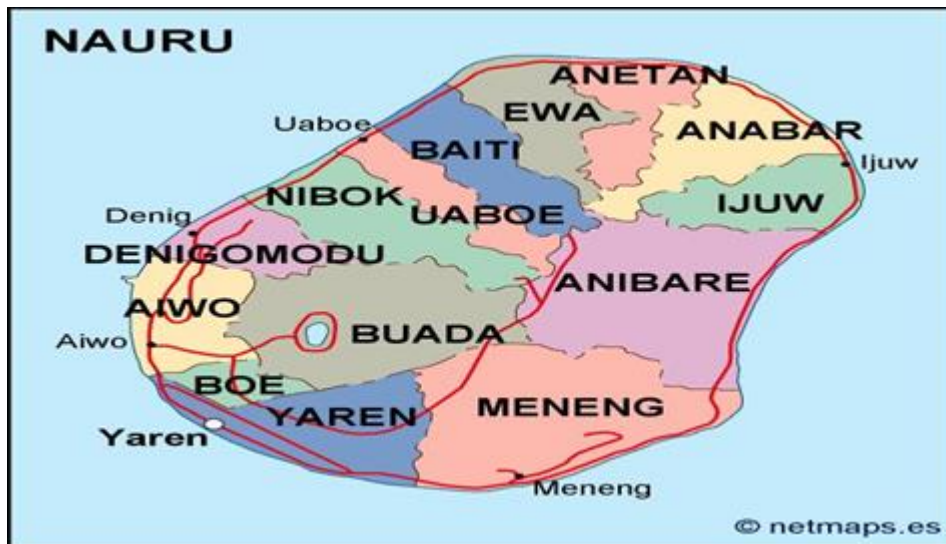 NAURU
ANETAN
EWA
Uaboe
ANABAR
BAITI
Ijuw
NIBOK
IJUW
UABOE
Denig
DENIGOMODU
ANIBARE
AIWO
BUADA
Aiwo
BOE
MENENG
YAREN
Yaren
Meneng
© netmaps.es